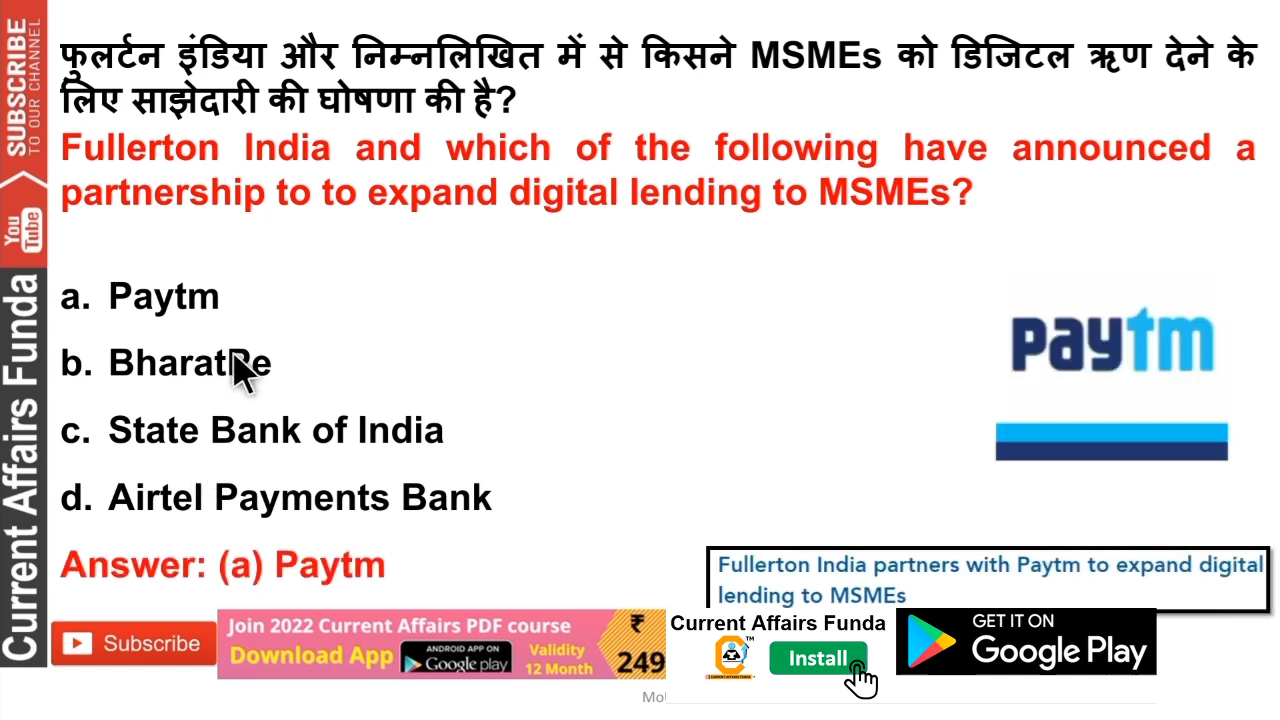 SUBSCRIBE
TO OUR CHANNEL
You
Tube
Current Affairs Funda
फुलर्टन इंडिया और निम्नलिखित में से किसने MSMEs को डिजिटल ऋण देने के
लिए साझेदारी की घोषणा की है?
Fullerton India and which of the following have announced a
partnership to to expand digital lending to MSMEs?
a. Paytm
b. BharatPe
c. State Bank of India
d. Airtel Payments Bank
Answer: (a) Paytm
paytm
Fullerton India partners with Paytm to expand digital
lending to MSMEs
Subscribe
Join 2022 Current Affairs PDF course
Download App
ANDROID APP ON
Google play
Validity
12 Month
₹
249
Current Affairs Funda
TM
CURRENT AFFAIRS FUNDA
Install
GET IT ON
Google Play